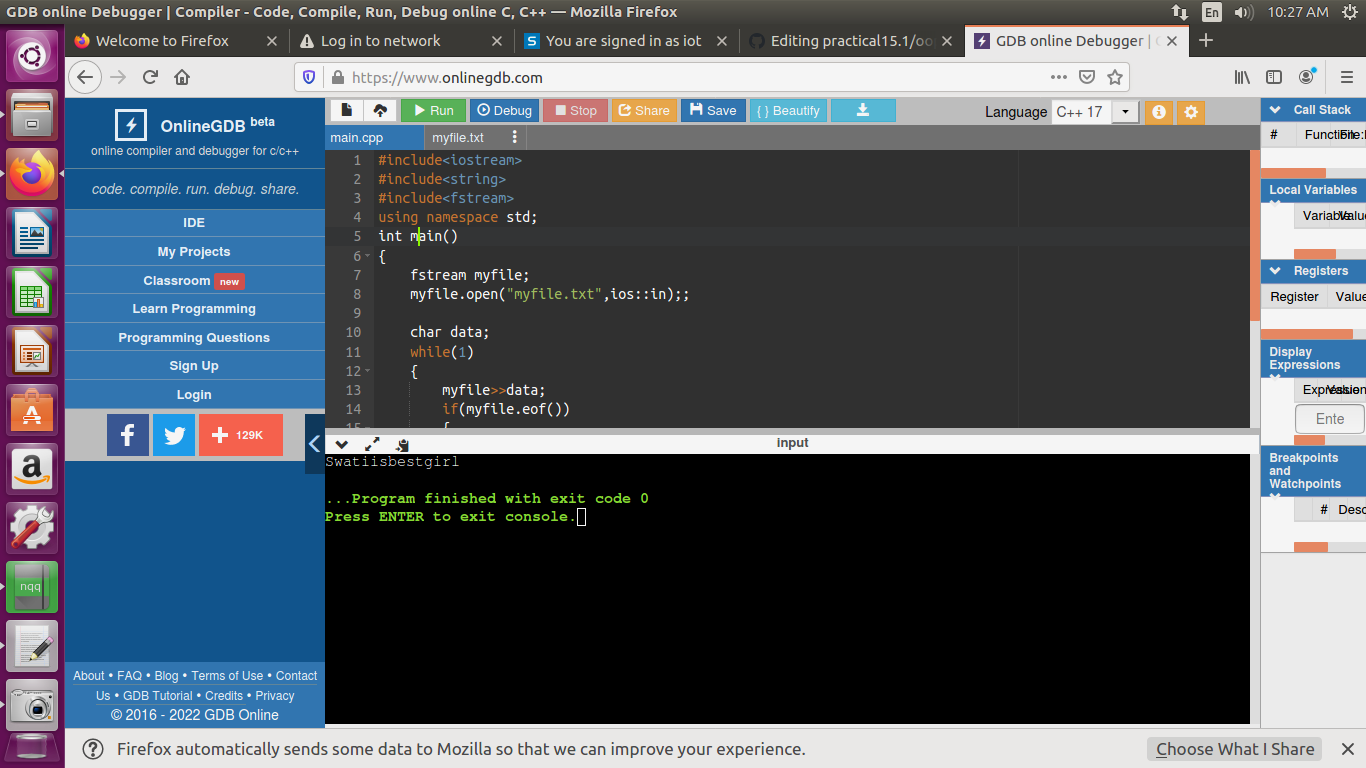 GDB online Debugger | Compiler - Code, Compile, Run, Debug online C, C++ — Mozilla Firefox
En
10:27 AM
Welcome to Firefox
Log in to network
You are signed in as iot
Editing practical15.1/oo
GDB online Debugger |
https://www.onlinegdb.com
OnlineGDB beta
online compiler and debugger for c/c++
code. compile. run. debug. share.
IDE
My Projects
Classroom new
Learn Programming
Programming Questions
Sign Up
Login
129K
About • FAQ • Blog • Terms of Use • Contact
Us • GDB Tutorial • Credits • Privacy
© 2016 - 2022 GDB Online
Run
Debug
Stop
Share
Save
{ } Beautify
Language C++ 17
main.cpp
myfile.txt
1 #include<iostream>
2 #include<string>
3 #include<fstream>
4 using namespace std;
5 int main()
6 {
7 fstream myfile;
8 myfile.open("myfile.txt",ios::in);;
9
10 char data;
11 while(1)
12 {
13 myfile>>data;
14 if(myfile.eof())
15 {
input
Swatiisbestgirl
...Program finished with exit code 0
Press ENTER to exit console.
Call Stack
# Function File:
Local Variables
Variable Value
Registers
Register Value
Display
Expressions
Expression Value
Ente
Breakpoints
and
Watchpoints
# Desc
nqq
Firefox automatically sends some data to Mozilla so that we can improve your experience.
Choose What I Share